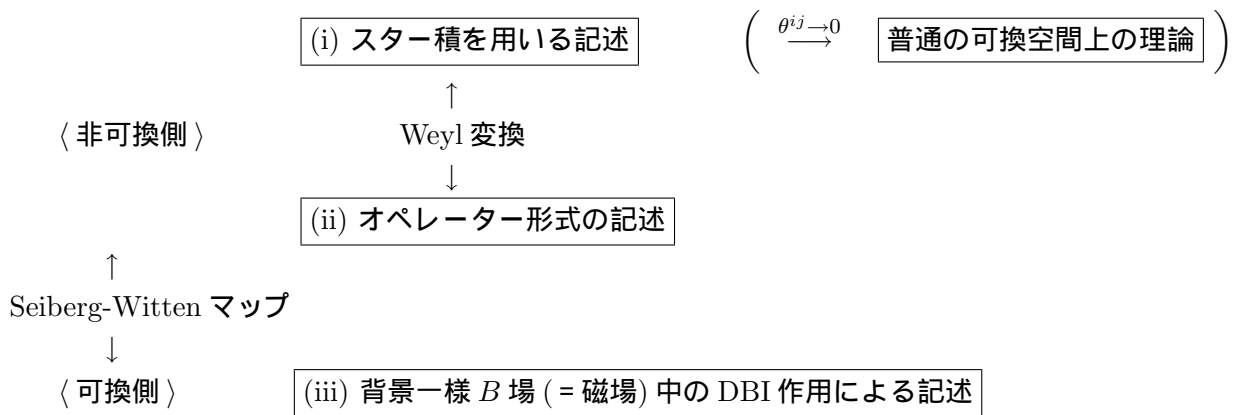 (i) スター積を用いる記述 ( θ^{ij}→0 ⟶ 普通の可換空間上の理論 )
↑
〈 非可換側 〉 Weyl 変換
↓
(ii) オペレーター形式の記述
↑
Seiberg-Witten マップ
↓
〈 可換側 〉 (iii) 背景一様 B 場 ( = 磁場) 中の DBI 作用による記述